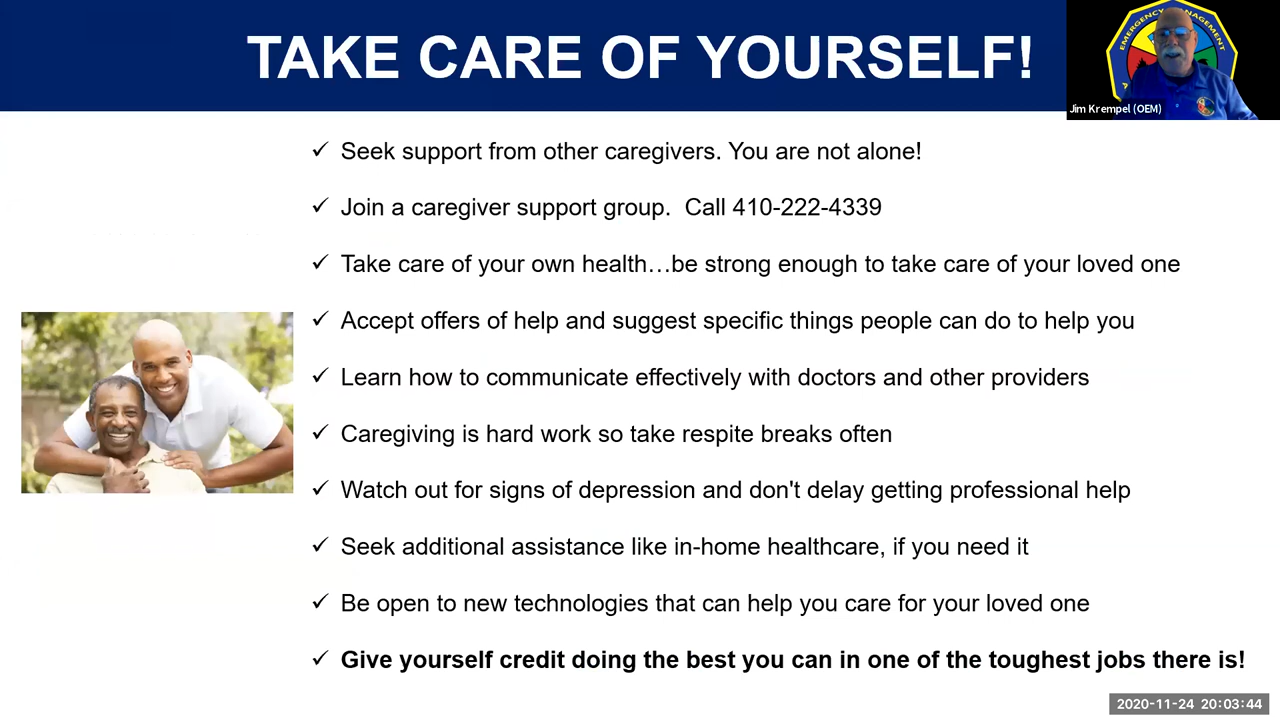 TAKE CARE OF YOURSELF!
EMERGENCY MANAGEMENT
Jim Krempel (OEM)
✓ Seek support from other caregivers. You are not alone!
✓ Join a caregiver support group.  Call 410-222-4339
✓ Take care of your own health…be strong enough to take care of your loved one
✓ Accept offers of help and suggest specific things people can do to help you
✓ Learn how to communicate effectively with doctors and other providers
✓ Caregiving is hard work so take respite breaks often
✓ Watch out for signs of depression and don't delay getting professional help
✓ Seek additional assistance like in-home healthcare, if you need it
✓ Be open to new technologies that can help you care for your loved one
✓ Give yourself credit doing the best you can in one of the toughest jobs there is!
2020-11-24 20:03:44